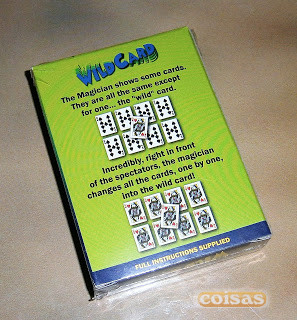 WILD CARD
The Magician shows some cards.
They are all the same except
for one... the "wild" card.
Incredibly, right in front
of the spectators, the magician
changes all the cards, one by one,
into the wild card!
FULL INSTRUCTIONS SUPPLIED
coisas